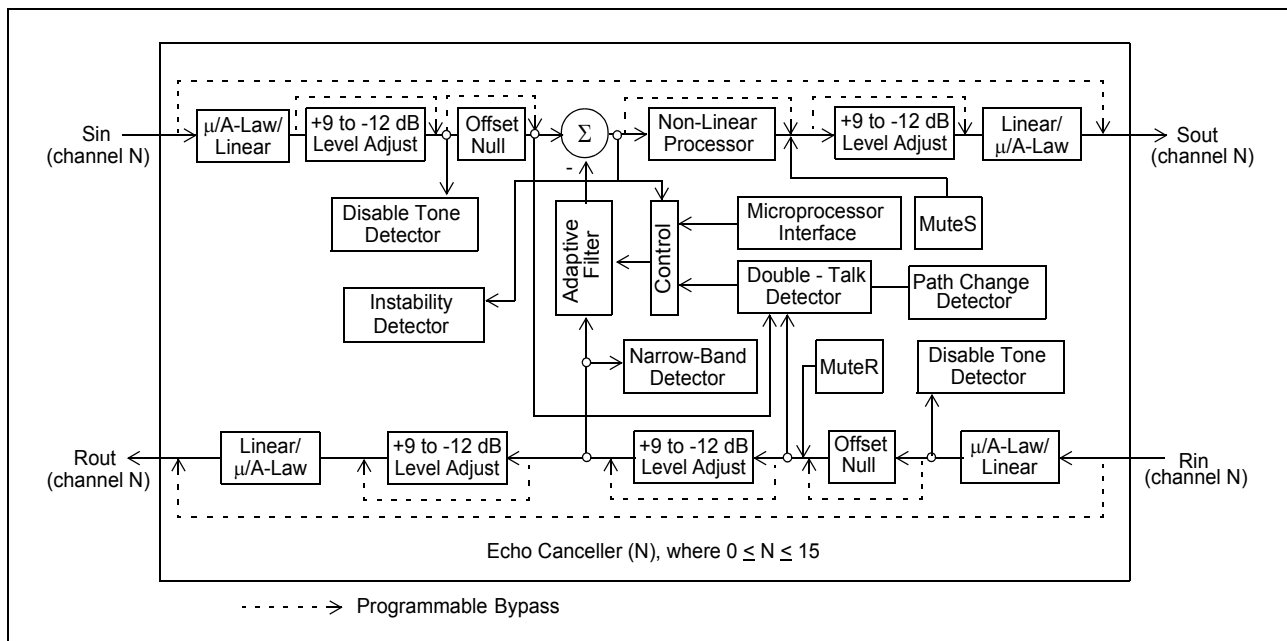 Sin
(channel N)
μ/A-Law/
Linear
+9 to -12 dB
Level Adjust
Offset
Null
Σ
-
Non-Linear
Processor
+9 to -12 dB
Level Adjust
Linear/
μ/A-Law
Sout
(channel N)
Disable Tone
Detector
Adaptive
Filter
Control
Microprocessor
Interface
MuteS
Instability
Detector
Double - Talk
Detector
Path Change
Detector
Narrow-Band
Detector
MuteR
Disable Tone
Detector
Rout
(channel N)
Linear/
μ/A-Law
+9 to -12 dB
Level Adjust
+9 to -12 dB
Level Adjust
Offset
Null
μ/A-Law/
Linear
Rin
(channel N)
Echo Canceller (N), where 0 ≤ N ≤ 15
Programmable Bypass